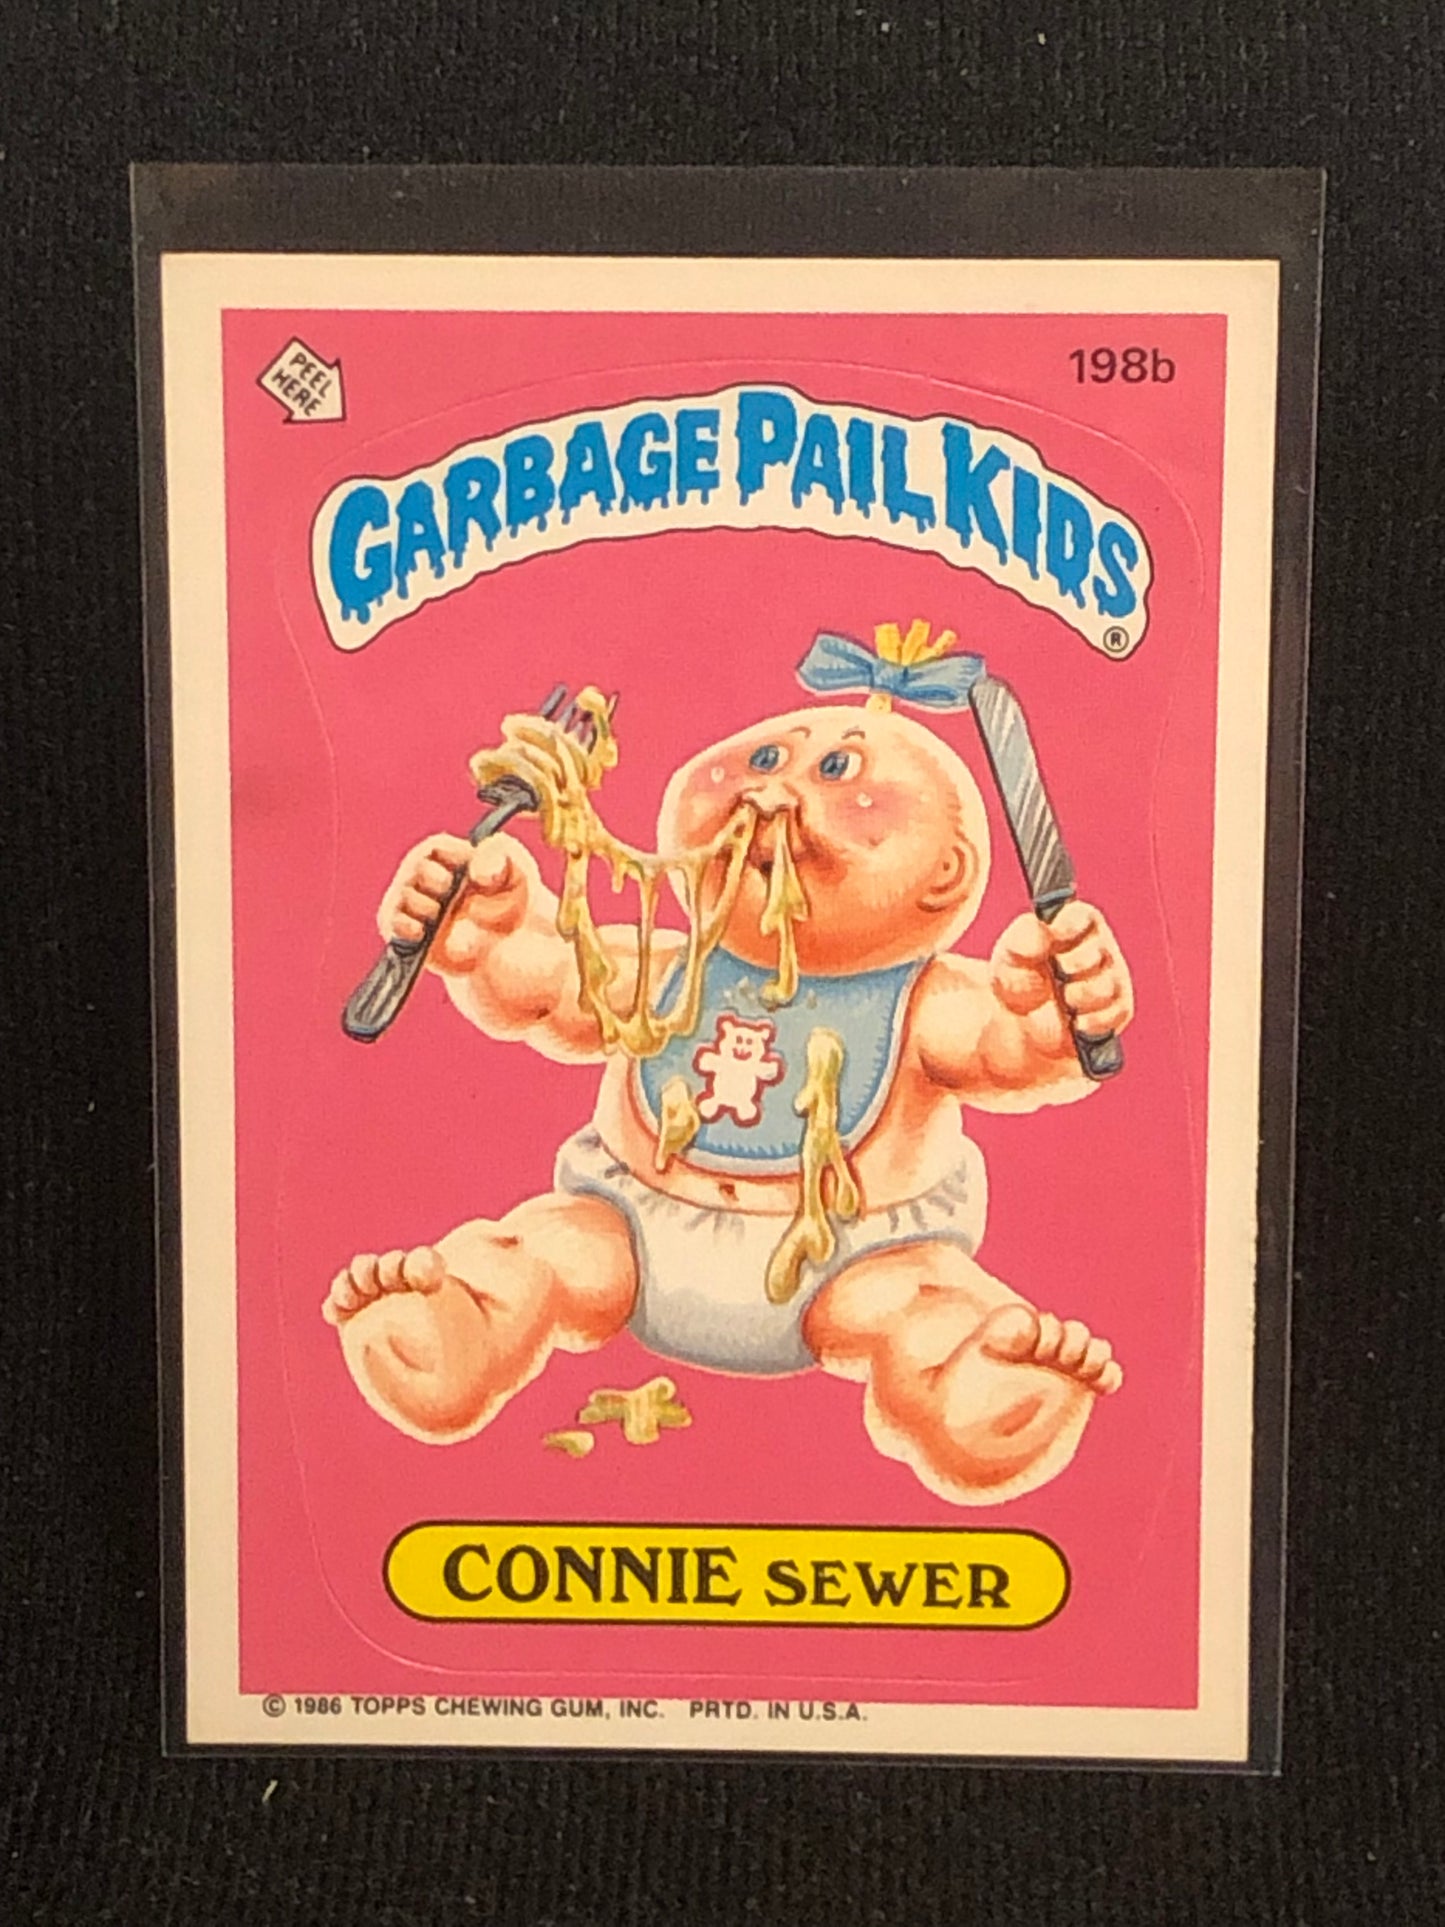 PEEL
HERE
198b
GARBAGE PAIL KIDS
®
CONNIE SEWER
© 1986 TOPPS CHEWING GUM, INC. PRTD. IN U.S.A.